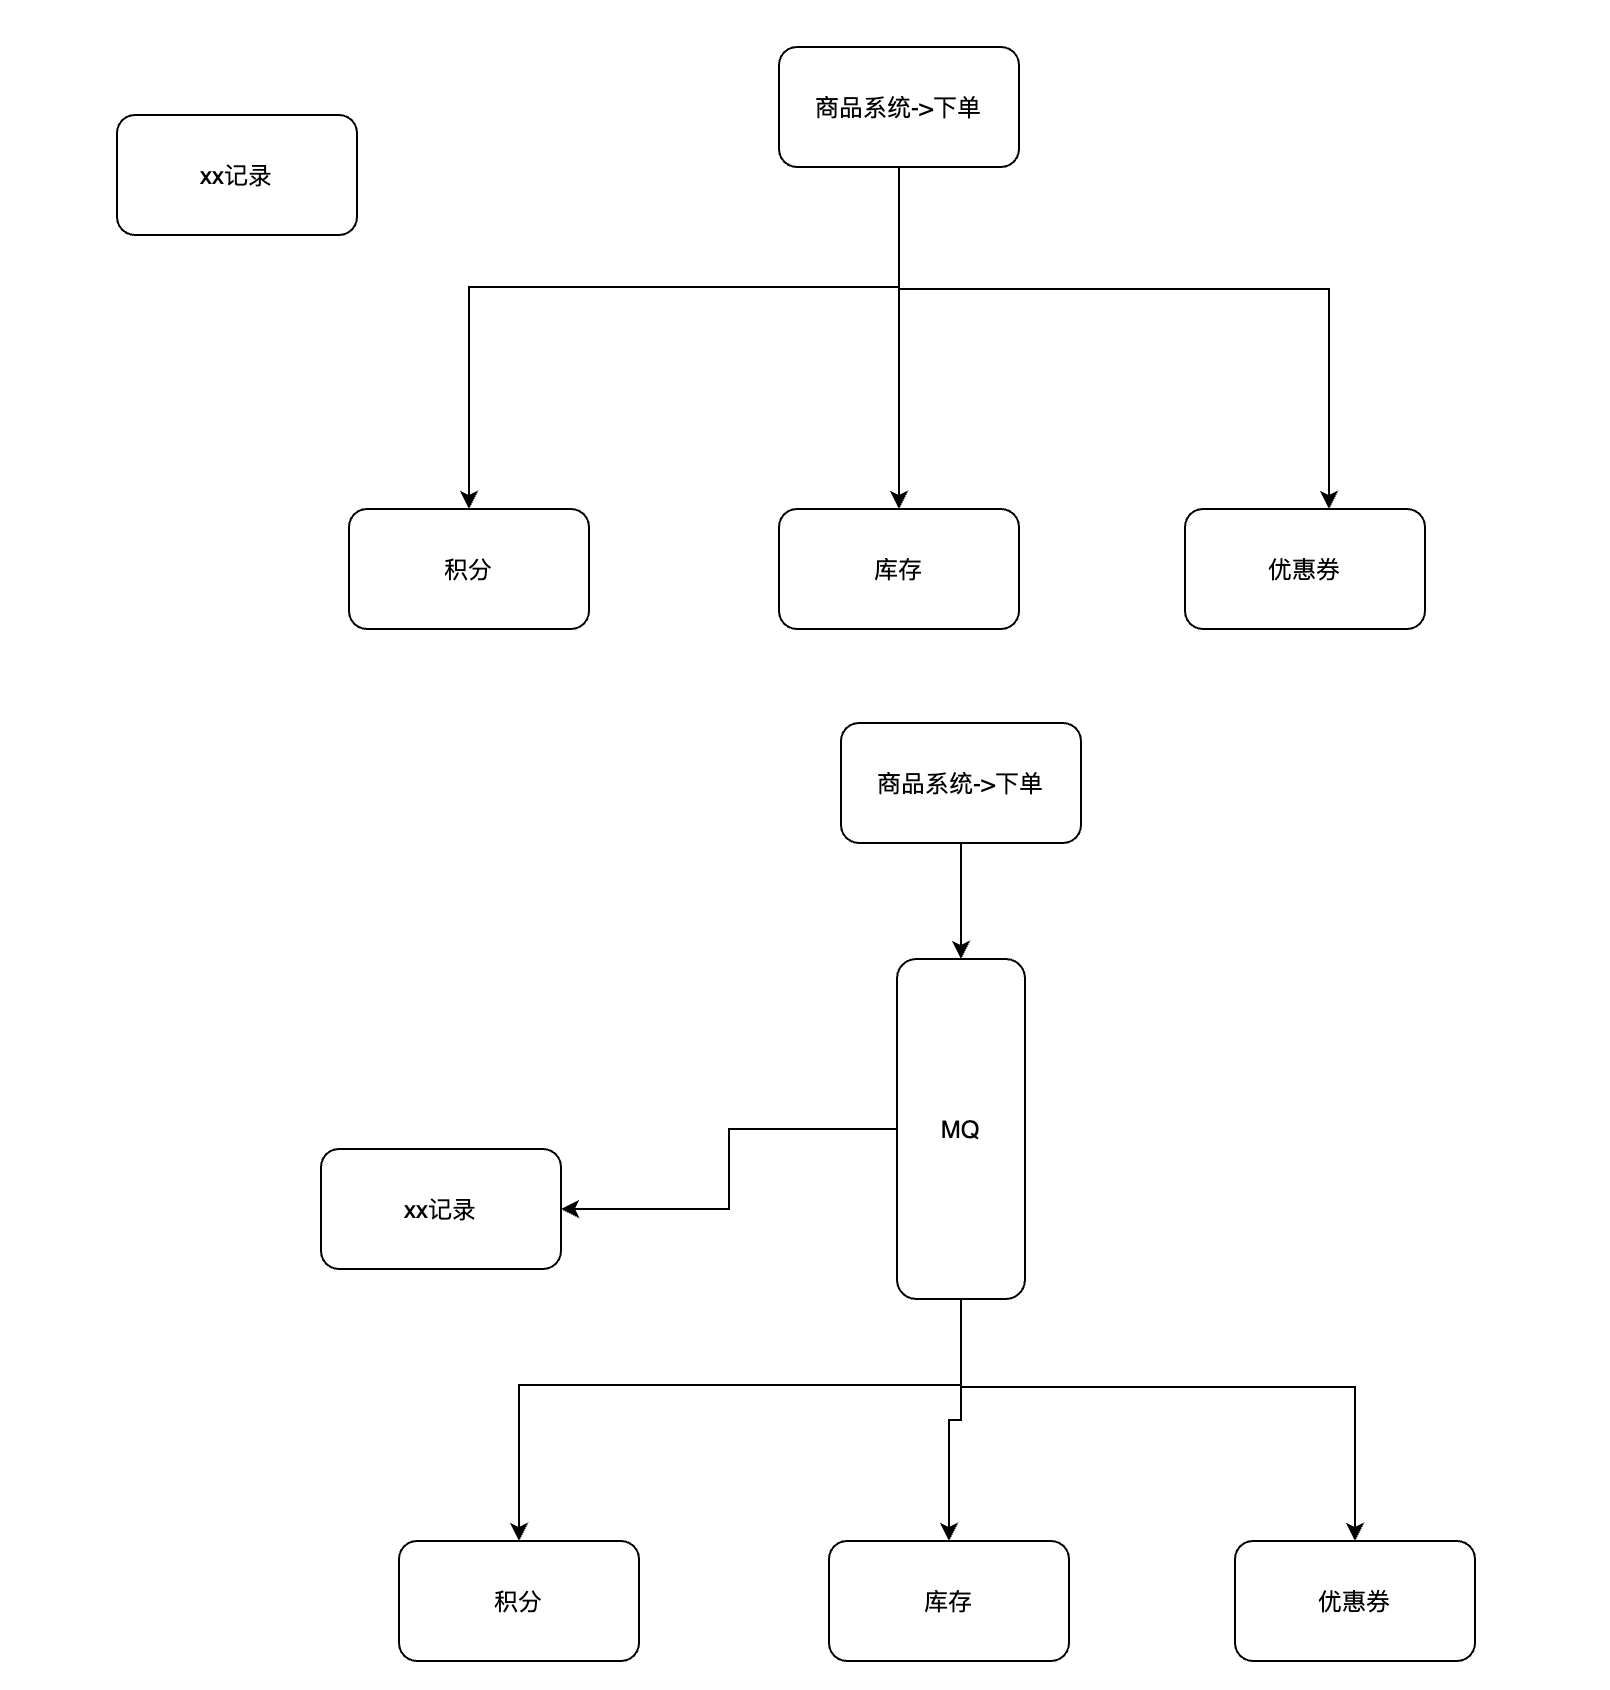 商品系统->下单
xx记录
积分
库存
优惠券
商品系统->下单
MQ
xx记录
积分
库存
优惠券